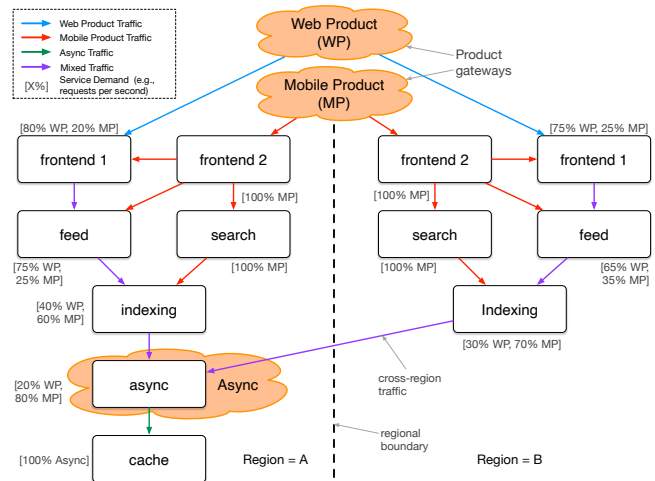 Web Product Traffic
Mobile Product Traffic
Async Traffic
Mixed Traffic
[X%]
Service Demand (e.g.,
requests per second)
Web Product
(WP)
Mobile Product
(MP)
Product
gateways
[80% WP, 20% MP]
[75% WP, 25% MP]
frontend 1
frontend 2
frontend 2
frontend 1
[100% MP]
[100% MP]
feed
search
search
feed
[75% WP,
25% MP]
[100% MP]
[100% MP]
[65% WP,
35% MP]
[40% WP,
60% MP]
indexing
Indexing
[30% WP, 70% MP]
[20% WP,
80% MP]
async
Async
cross-region
traffic
[100% Async]
cache
Region = A
regional
boundary
Region = B